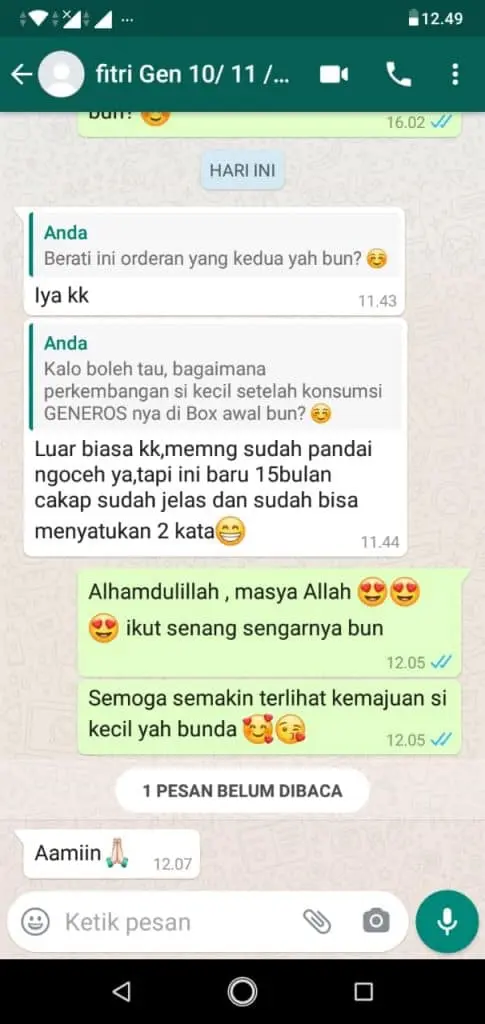 12.49
fitri Gen 10/ 11 /...
bun?
16.02
HARI INI
Anda
Berati ini orderan yang kedua yah bun?
Iya kk
11.43
Anda
Kalo boleh tau, bagaimana
perkembangan si kecil setelah konsumsi
GENEROS nya di Box awal bun?
Luar biasa kk,memng sudah pandai
ngoceh ya,tapi ini baru 15bulan
cakap sudah jelas dan sudah bisa
menyatukan 2 kata
11.44
Alhamdulillah , masya Allah
ikut senang sengarnya bun
12.05
Semoga semakin terlihat kemajuan si
kecil yah bunda
12.05
1 PESAN BELUM DIBACA
Aamiin
12.07
Ketik pesan